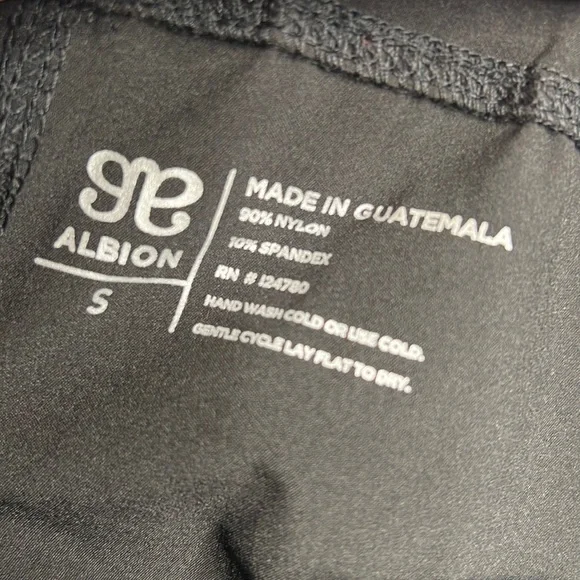 ALBION
S
MADE IN GUATEMALA
90% NYLON
10% SPANDEX
RN # 124780
HAND WASH COLD OR USE COLD.
GENTLE CYCLE LAY FLAT TO DRY.